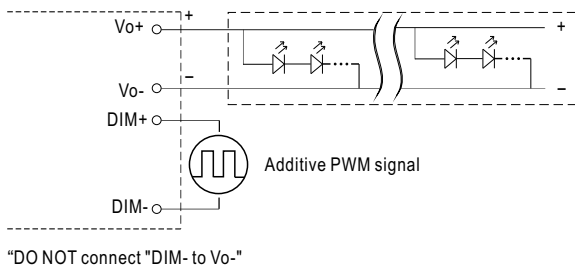 Vo+
+
+
−
Vo-
−
DIM+
Additive PWM signal
DIM-
“DO NOT connect "DIM- to Vo-"